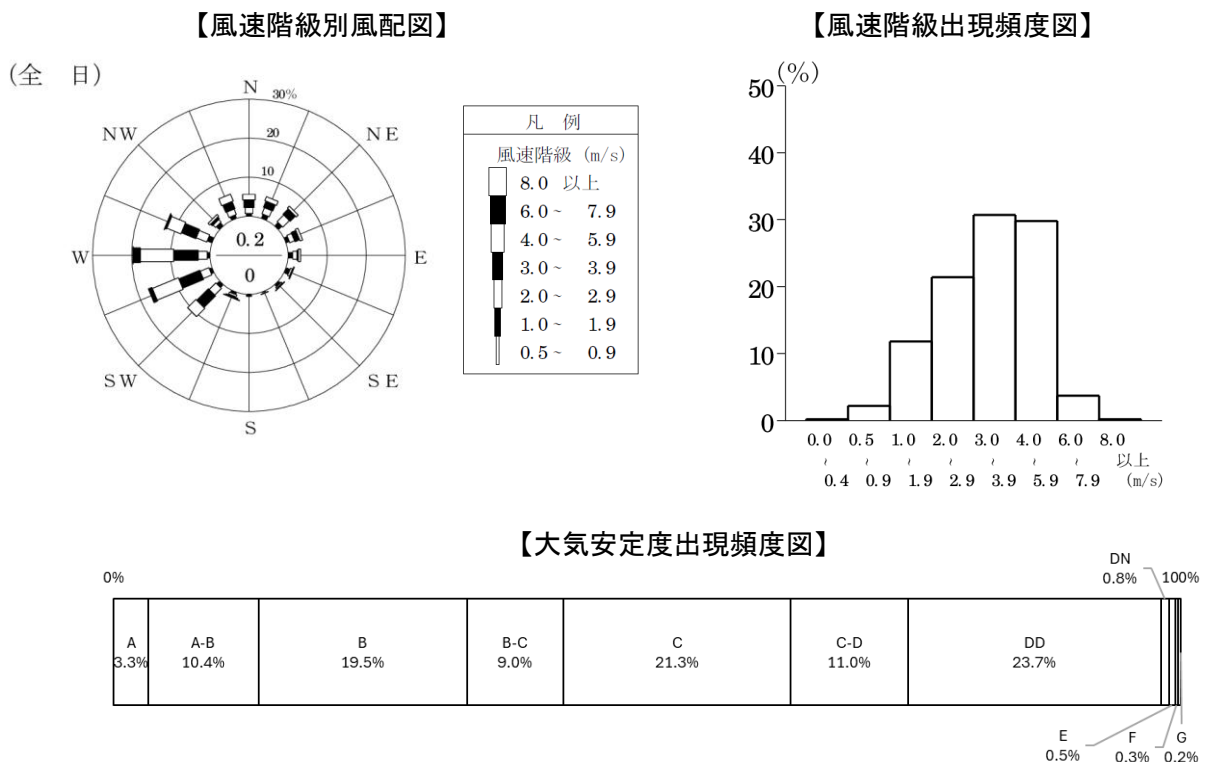 【風速階級別風配図】
(全 日)
N
30%
20
10
NW
NE
W
E
0.2
0
SW
SE
S
凡 例
風速階級 (m/s)
8.0 以上
6.0~ 7.9
4.0~ 5.9
3.0~ 3.9
2.0~ 2.9
1.0~ 1.9
0.5~ 0.9
【風速階級出現頻度図】
(%)
50
40
30
20
10
0
0.0 0.5 1.0 2.0 3.0 4.0 6.0 8.0
~ ~ ~ ~ ~ ~ ~ 以上
0.4 0.9 1.9 2.9 3.9 5.9 7.9 (m/s)
【大気安定度出現頻度図】
0%
DN
0.8%
100%
A
3.3%
A-B
10.4%
B
19.5%
B-C
9.0%
C
21.3%
C-D
11.0%
DD
23.7%
E
0.5%
F
0.3%
G
0.2%